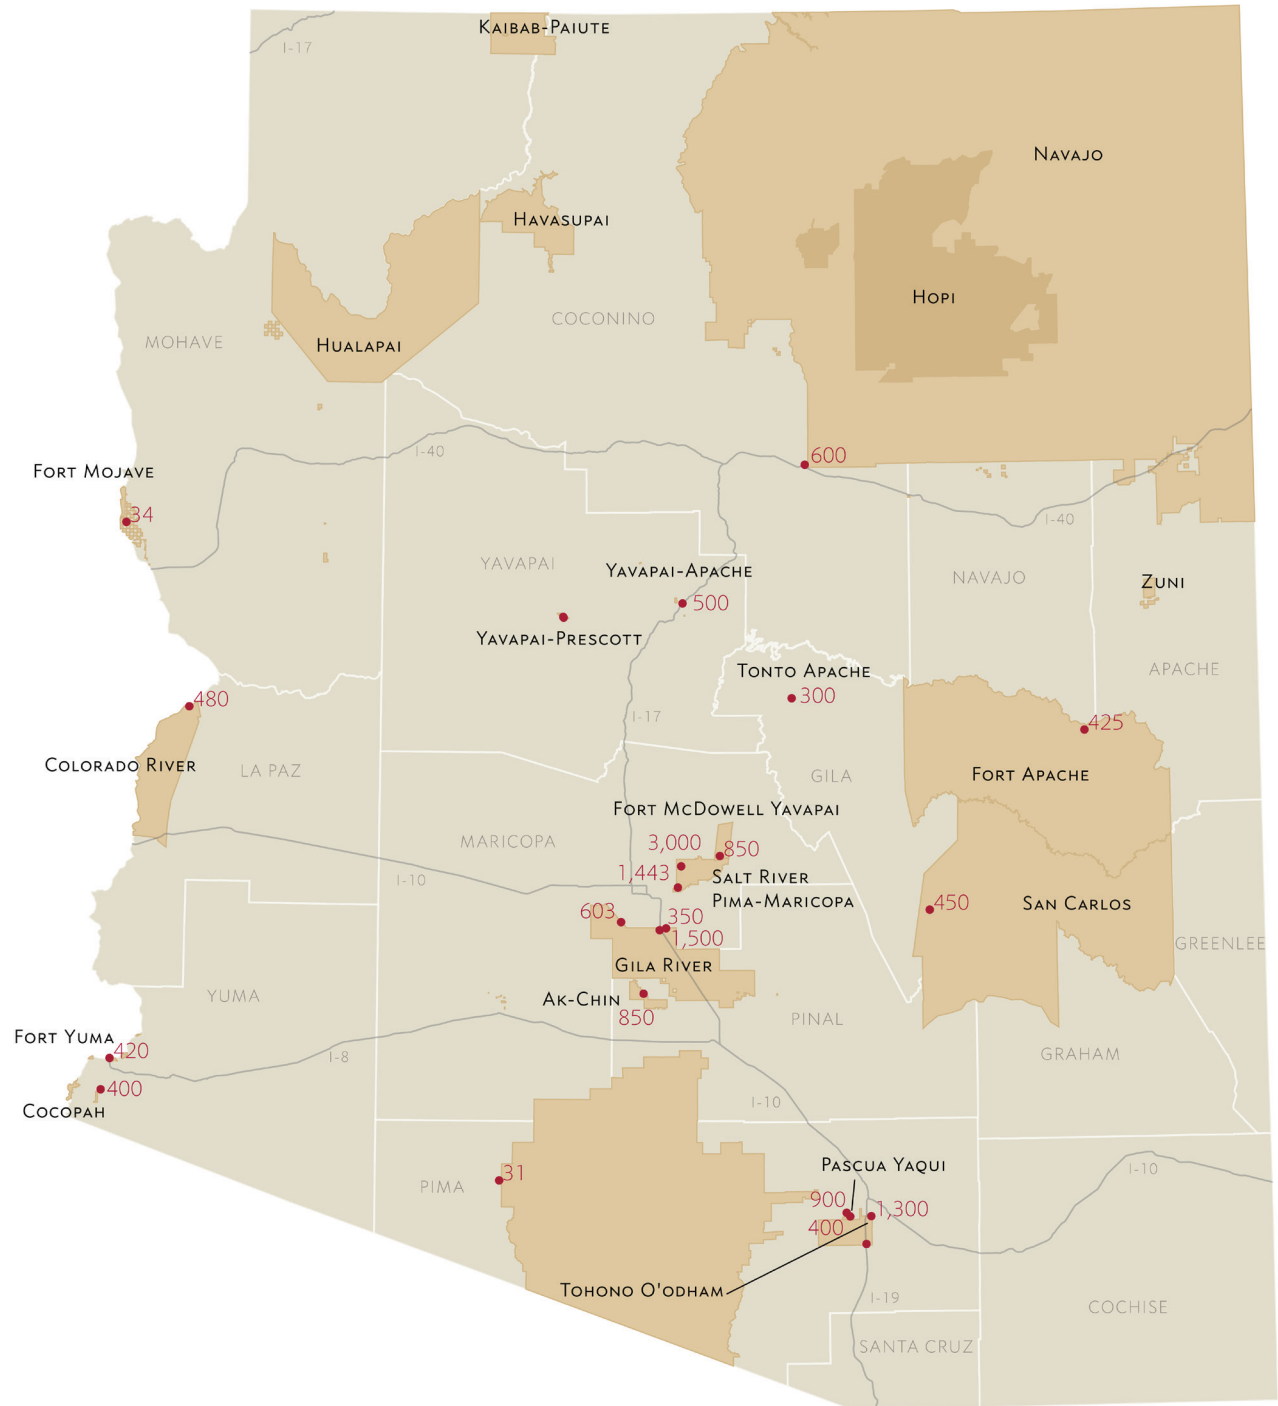 Kaibab-Paiute
I-17
Navajo
Havasupai
Hopi
COCONINO
MOHAVE
Hualapai
I-40
600
Fort Mojave
34
I-40
YAVAPAI
Yavapai-Apache
NAVAJO
Zuni
500
Yavapai-Prescott
Tonto Apache
APACHE
300
480
I-17
425
Colorado River
LA PAZ
GILA
Fort Apache
Fort McDowell Yavapai
MARICOPA
3,000
850
1,443
Salt River
Pima-Maricopa
I-10
450
San Carlos
603
350
1,500
GREENLEE
Gila River
YUMA
Ak-Chin
850
PINAL
Fort Yuma
420
I-8
GRAHAM
400
Cocopah
I-10
Pascua Yaqui
I-10
31
PIMA
900
1,300
400
Tohono O'odham
I-19
COCHISE
SANTA CRUZ